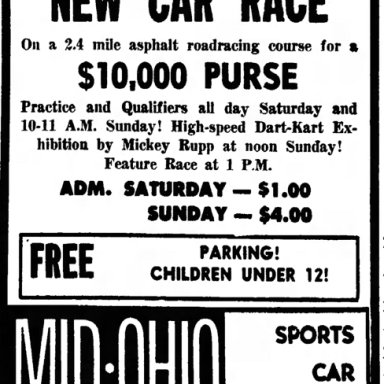 NEW CAR RACE
On a 2.4 mile asphalt roadracing course for a
$10,000 PURSE
Practice and Qualifiers all day Saturday and
10-11 A.M. Sunday! High-speed Dart-Kart Ex-
hibition by Mickey Rupp at noon Sunday!
Feature Race at 1 P.M.
ADM. SATURDAY — $1.00
SUNDAY — $4.00
FREE
PARKING!
CHILDREN UNDER 12!
MID·OHIO
SPORTS
CAR